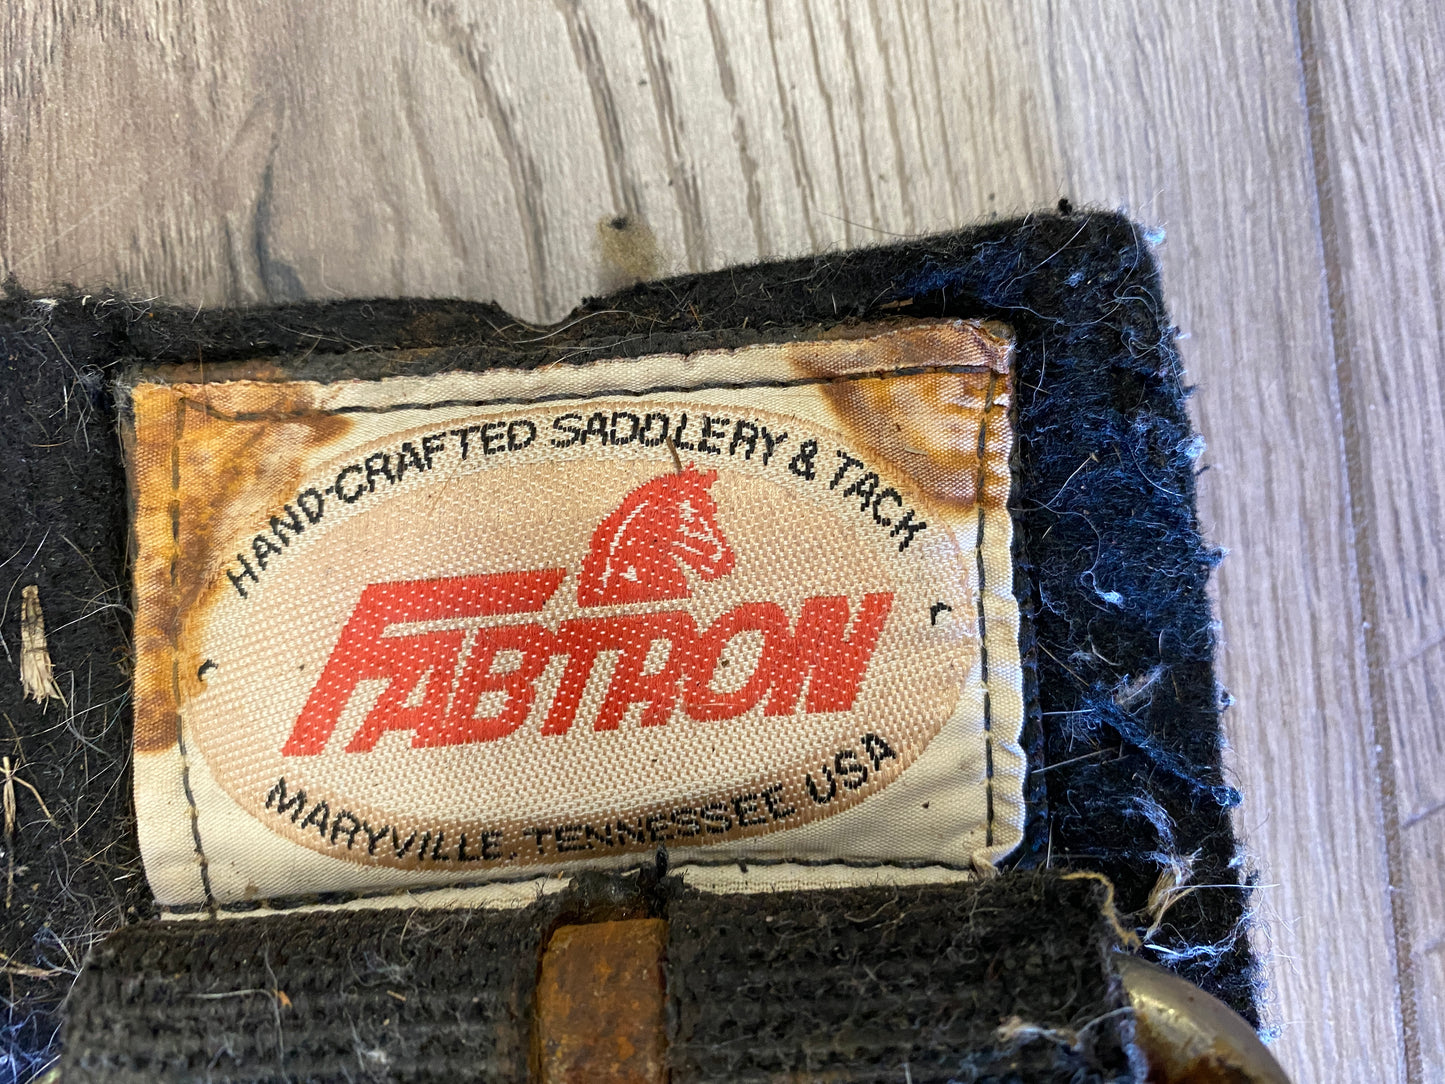 HAND-CRAFTED SADDLERY & TACK
FABTRON
MARYVILLE, TENNESSEE USA